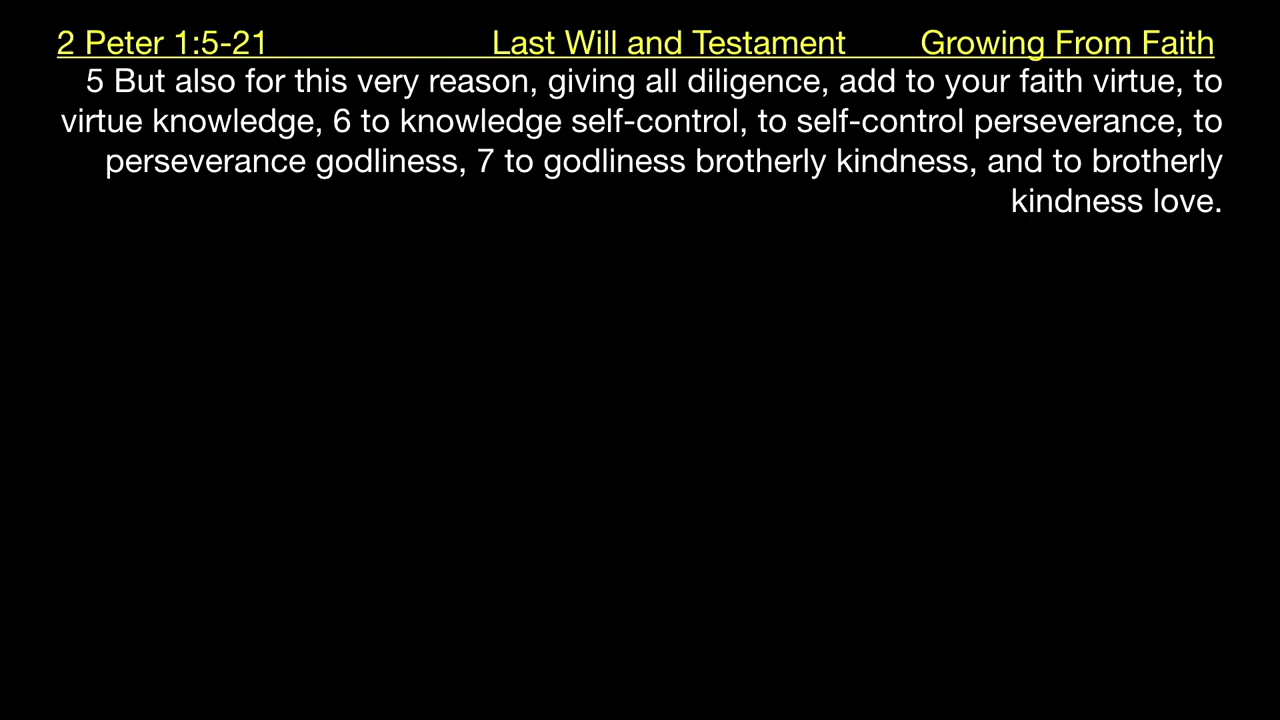 2 Peter 1:5-21 Last Will and Testament Growing From Faith
5 But also for this very reason, giving all diligence, add to your faith virtue, to
virtue knowledge, 6 to knowledge self-control, to self-control perseverance, to
perseverance godliness, 7 to godliness brotherly kindness, and to brotherly
kindness love.